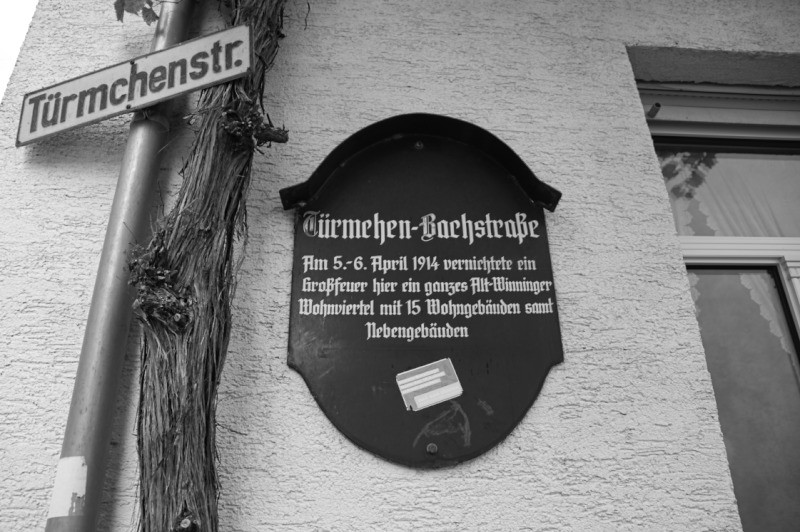 Türmchenstr.
Türmchen-Bachstraße
Am 5.-6. April 1914 vernichtete ein
Großfeuer hier ein ganzes Alt-Winninger
Wohnviertel mit 15 Wohngebäuden samt
Nebengebäuden